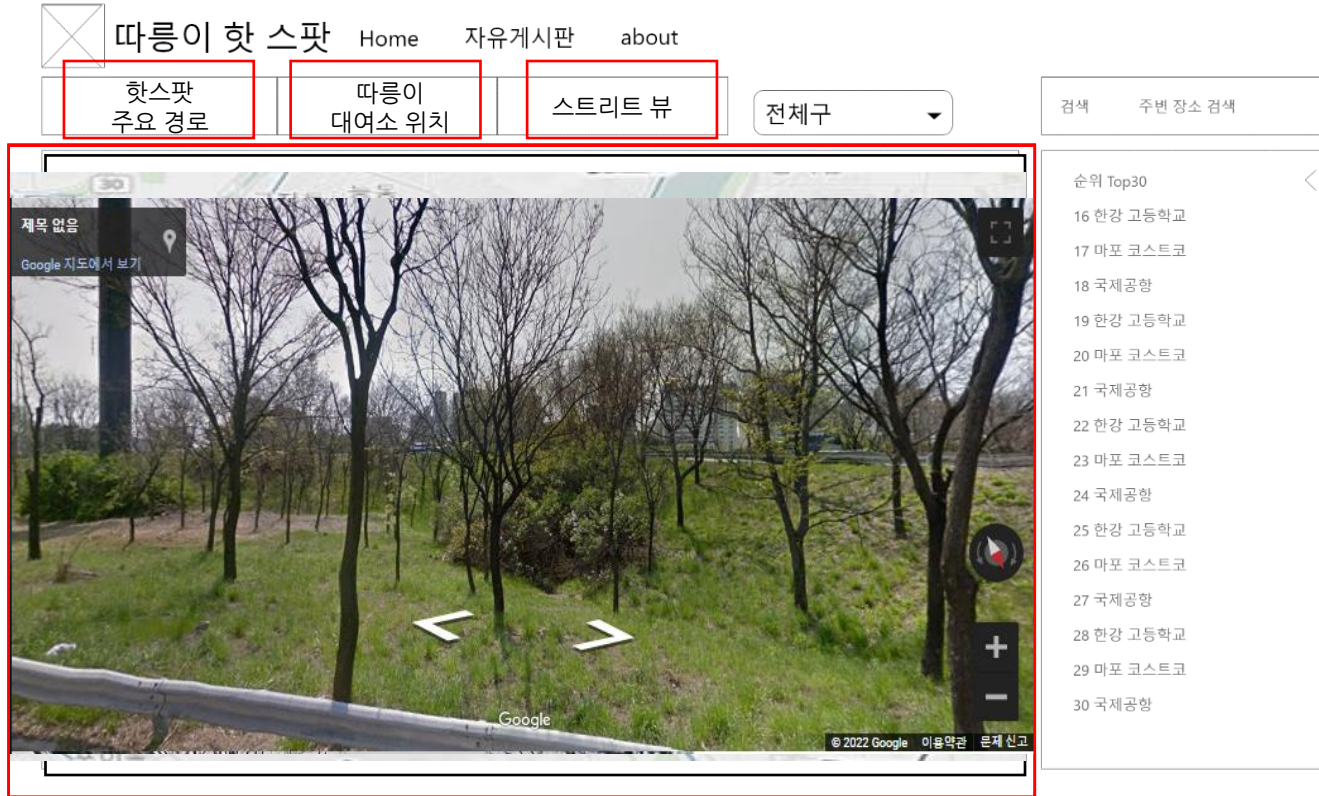 따릉이 핫 스팟
Home
자유게시판
about
핫스팟
주요 경로
따릉이
대여소 위치
스트리트 뷰
전체구
검색
주변 장소 검색
30
제목 없음
Google 지도에서 보기
Google
© 2022 Google 이용약관 문제 신고
순위 Top30
16 한강 고등학교
17 마포 코스트코
18 국제공항
19 한강 고등학교
20 마포 코스트코
21 국제공항
22 한강 고등학교
23 마포 코스트코
24 국제공항
25 한강 고등학교
26 마포 코스트코
27 국제공항
28 한강 고등학교
29 마포 코스트코
30 국제공항